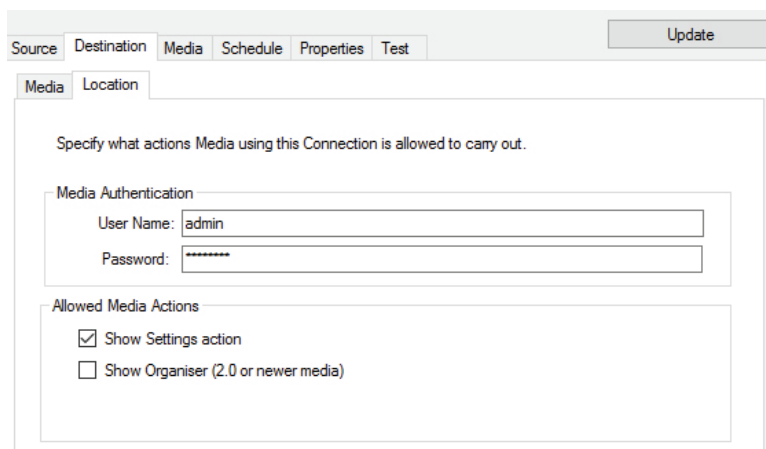 Update
Source Destination Media Schedule Properties Test
Media Location
Specify what actions Media using this Connection is allowed to carry out.
Media Authentication
User Name: admin
Password: ********
Allowed Media Actions
Show Settings action
Show Organiser (2.0 or newer media)